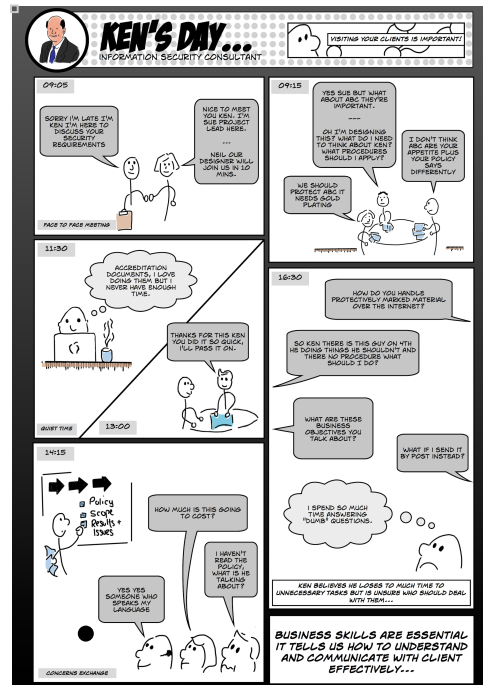 KEN'S DAY...
INFORMATION SECURITY CONSULTANT
VISITING YOUR CLIENTS IS IMPORTANT!
09:05
SORRY I'M LATE I'M
KEN I'M HERE TO
DISCUSS YOUR
SECURITY
REQUIREMENTS
NICE TO MEET
YOU KEN. I'M
SUE PROJECT
LEAD HERE.
...
NEIL OUR
DESIGNER WILL
JOIN US IN 10
MINS.
FACE TO FACE MEETING
09:15
YES SUE BUT WHAT
ABOUT ABC THEY'RE
IMPORTANT.
---
OH I'M DESIGNING
THIS? WHAT DO I NEED
TO THINK ABOUT KEN?
WHAT PROCEDURES
SHOULD I APPLY?
I DON'T THINK
ABC ARE YOUR
APPETITE PLUS
YOUR POLICY
SAYS
DIFFERENTLY
WE SHOULD
PROTECT ABC IT
NEEDS GOLD
PLATING
11:30
ACCREDITATION
DOCUMENTS, I LOVE
DOING THEM BUT I
NEVER HAVE ENOUGH
TIME.
THANKS FOR THIS KEN
YOU DID IT SO QUICK,
I'LL PASS IT ON.
QUIET TIME
13:00
14:15
Policy
Scope
Results +
Issues
HOW MUCH IS THIS GOING
TO COST?
I HAVEN'T
READ THE
POLICY,
WHAT IS HE
TALKING
ABOUT?
YES YES
SOMEONE WHO
SPEAKS MY
LANGUAGE
CONCERNS EXCHANGE
16:30
HOW DO YOU HANDLE
PROTECTIVELY MARKED MATERIAL
OVER THE INTERNET?
SO KEN THERE IS THIS GUY ON 4TH
HE DOING THINGS HE SHOULDN'T AND
THERE NO PROCEDURE WHAT
SHOULD I DO?
WHAT ARE THESE
BUSINESS
OBJECTIVES YOU
TALK ABOUT?
WHAT IF I SEND IT
BY POST INSTEAD?
I SPEND SO MUCH
TIME ANSWERING
"DUMB" QUESTIONS.
KEN BELIEVES HE LOSES TO MUCH TIME TO
UNNECESSARY TASKS BUT IS UNSURE WHO SHOULD DEAL
WITH THEM...
BUSINESS SKILLS ARE ESSENTIAL
IT TELLS US HOW TO UNDERSTAND
AND COMMUNICATE WITH CLIENT
EFFECTIVELY...